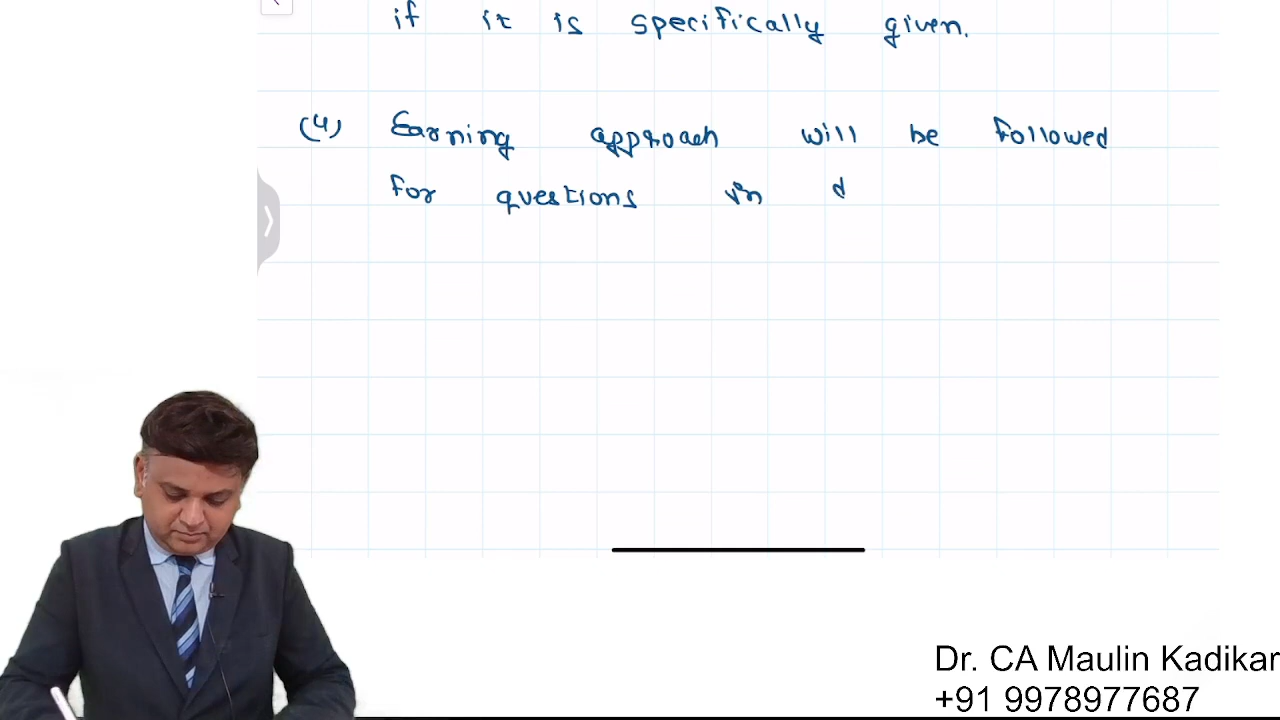 if it is specifically given.
(4) Earning approach will be followed
for questions in d
Dr. CA Maulin Kadikar
+91 9978977687